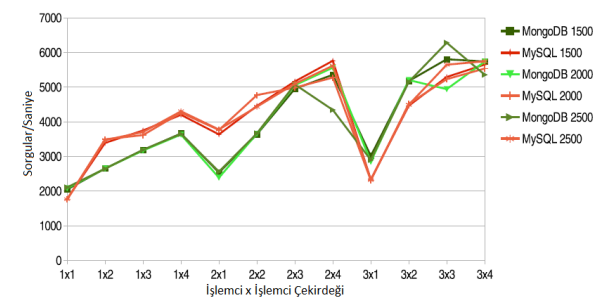 7000
6000
5000
4000
3000
2000
1000
0
Sorgular/Saniye
1x1 1x2 1x3 1x4 2x1 2x2 2x3 2x4 3x1 3x2 3x3 3x4
İşlemci x İşlemci Çekirdeği
MongoDB 1500
MySQL 1500
MongoDB 2000
MySQL 2000
MongoDB 2500
MySQL 2500